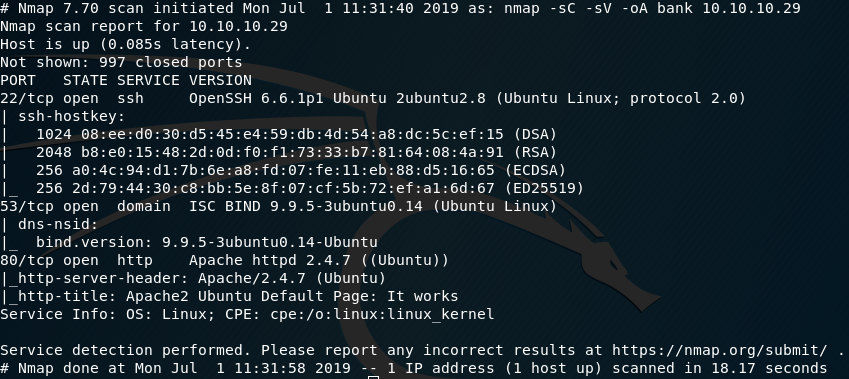 # Nmap 7.70 scan initiated Mon Jul  1 11:31:40 2019 as: nmap -sC -sV -oA bank 10.10.10.29
Nmap scan report for 10.10.10.29
Host is up (0.085s latency).
Not shown: 997 closed ports
PORT   STATE SERVICE VERSION
22/tcp open  ssh     OpenSSH 6.6.1p1 Ubuntu 2ubuntu2.8 (Ubuntu Linux; protocol 2.0)
| ssh-hostkey:
|   1024 08:ee:d0:30:d5:45:e4:59:db:4d:54:a8:dc:5c:ef:15 (DSA)
|   2048 b8:e0:15:48:2d:0d:f0:f1:73:33:b7:81:64:08:4a:91 (RSA)
|   256 a0:4c:94:d1:7b:6e:a8:fd:07:fe:11:eb:88:d5:16:65 (ECDSA)
|_  256 2d:79:44:30:c8:bb:5e:8f:07:cf:5b:72:ef:a1:6d:67 (ED25519)
53/tcp open  domain  ISC BIND 9.9.5-3ubuntu0.14 (Ubuntu Linux)
| dns-nsid:
|_  bind.version: 9.9.5-3ubuntu0.14-Ubuntu
80/tcp open  http    Apache httpd 2.4.7 ((Ubuntu))
|_http-server-header: Apache/2.4.7 (Ubuntu)
|_http-title: Apache2 Ubuntu Default Page: It works
Service Info: OS: Linux; CPE: cpe:/o:linux:linux_kernel

Service detection performed. Please report any incorrect results at https://nmap.org/submit/ .
# Nmap done at Mon Jul  1 11:31:58 2019 -- 1 IP address (1 host up) scanned in 18.17 seconds